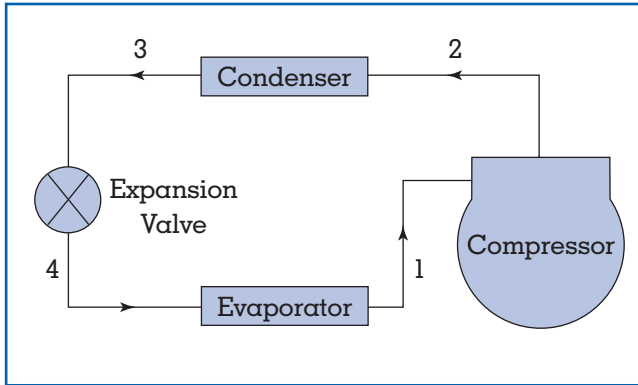 3
Condenser
2
Expansion
Valve
Compressor
4
Evaporator
1